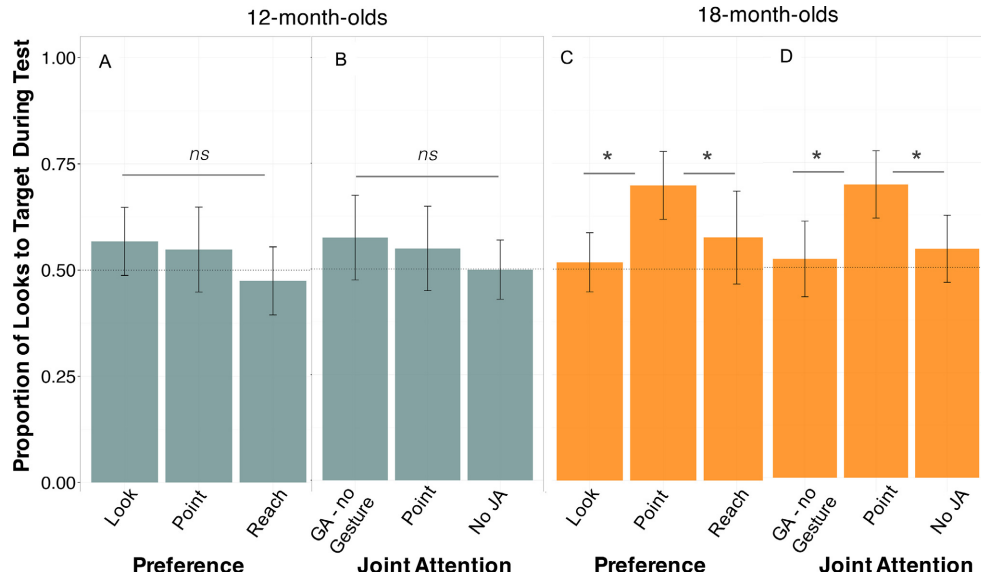 12-month-olds
18-month-olds
Proportion of Looks to Target During Test
1.00
0.75
0.50
0.25
0.00
A
ns
B
ns
C
*
*
D
*
*
Look
Point
Reach
GA - no
Gesture
Point
No JA
Look
Point
Reach
GA - no
Gesture
Point
No JA
Preference
Joint Attention
Preference
Joint Attention